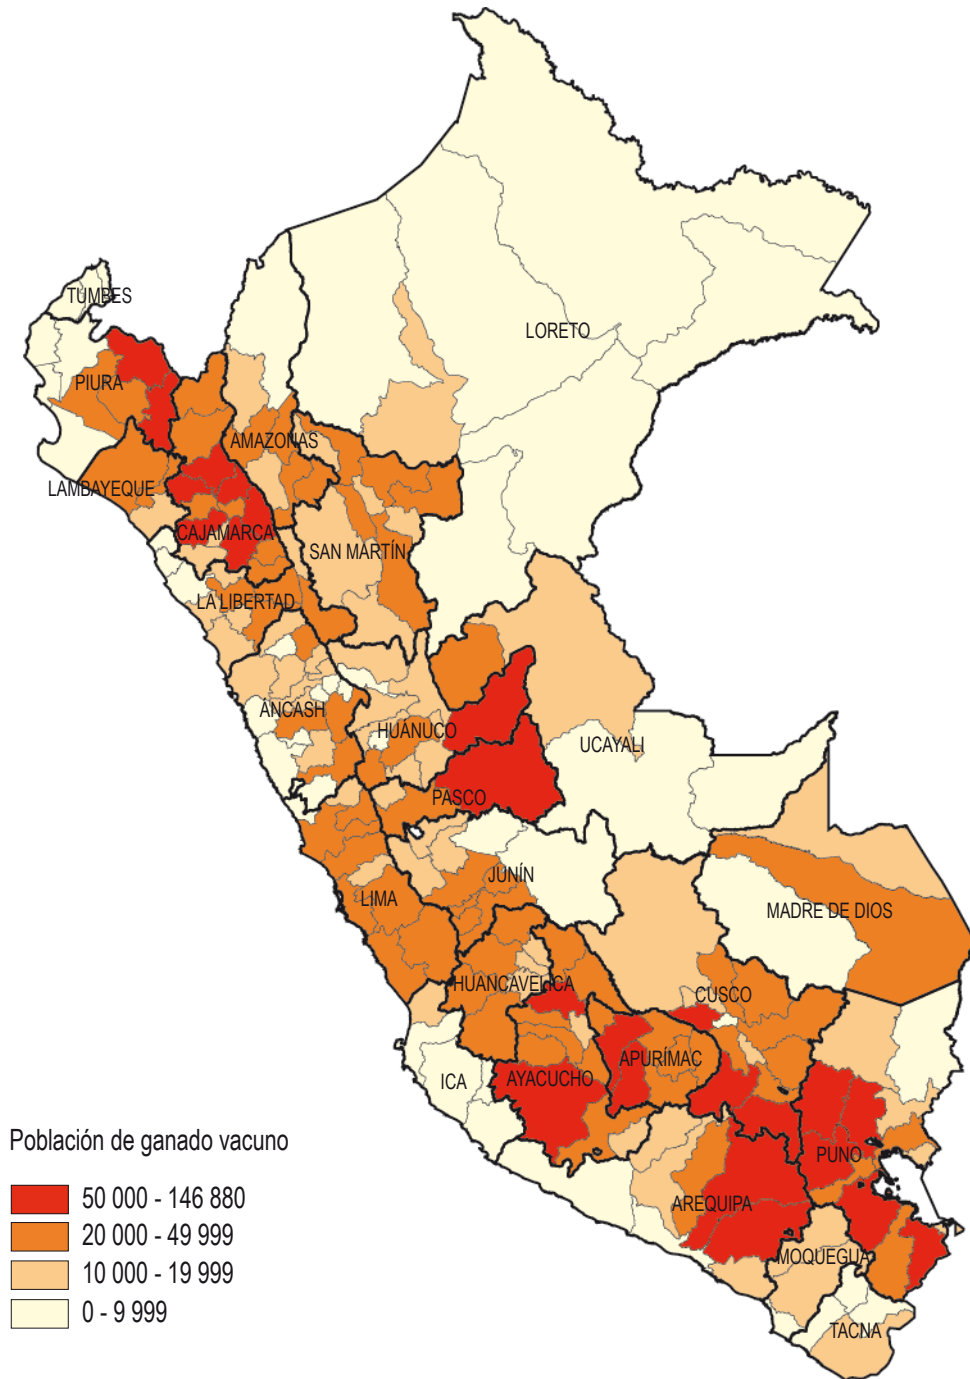 TUMBES
LORETO
PIURA
AMAZONAS
LAMBAYEQUE
CAJAMARCA
SAN MARTÍN
LA LIBERTAD
ÁNCASH
HUÁNUCO
UCAYALI
PASCO
JUNÍN
LIMA
MADRE DE DIOS
HUANCAVELICA
CUSCO
APURÍMAC
ICA
AYACUCHO
PUNO
AREQUIPA
MOQUEGUA
TACNA
Población de ganado vacuno
50 000 - 146 880
20 000 - 49 999
10 000 - 19 999
0 - 9 999